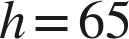 h = 65